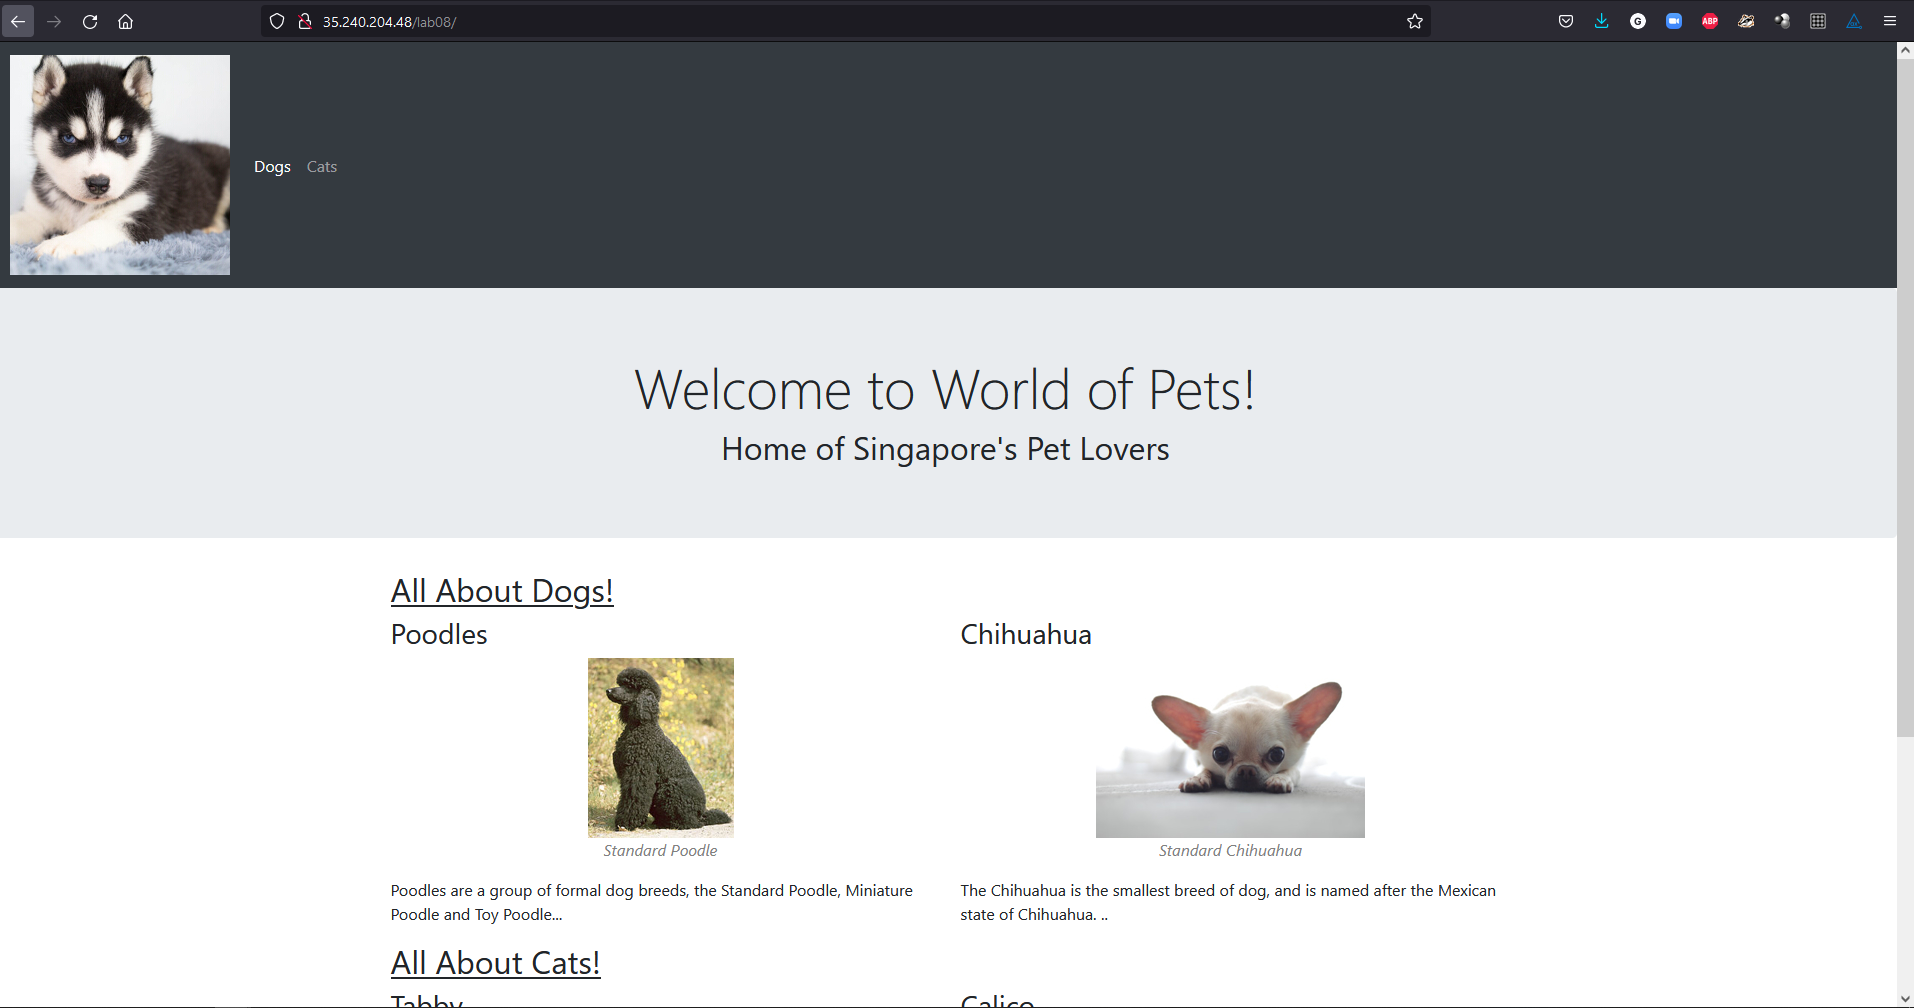 35.240.204.48/lab08/
G
ABP
Dogs Cats
Welcome to World of Pets!
Home of Singapore's Pet Lovers
All About Dogs!
Poodles
Chihuahua
Standard Poodle
Standard Chihuahua
Poodles are a group of formal dog breeds, the Standard Poodle, Miniature
Poodle and Toy Poodle...
The Chihuahua is the smallest breed of dog, and is named after the Mexican
state of Chihuahua. ..
All About Cats!
Tabby
Calico